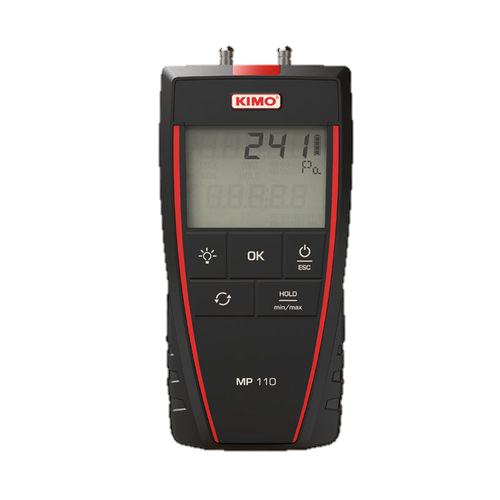 KIMO®
241
Pa
OK
ESC
HOLD
min/max
MP 110